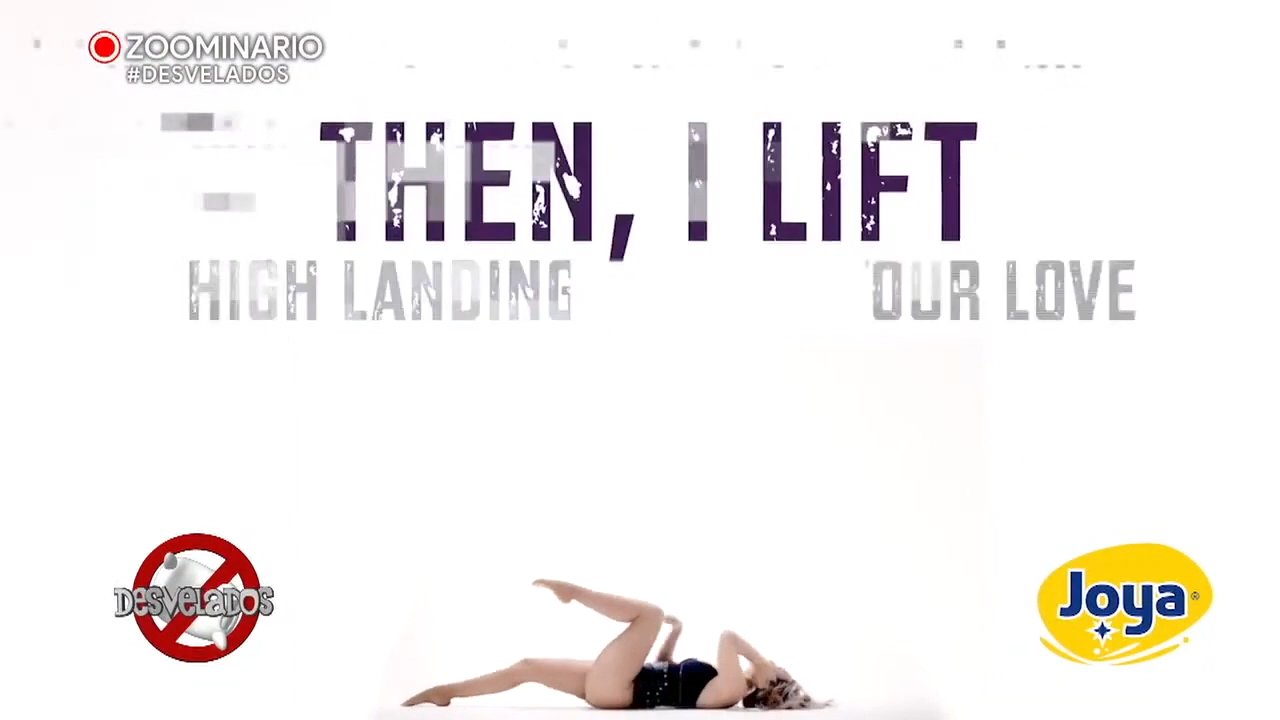 ZOOMINARIO
#DESVELADOS
THEN, I LIFT
HIGH LANDING OUR LOVE
DESVELADOS
Joya®